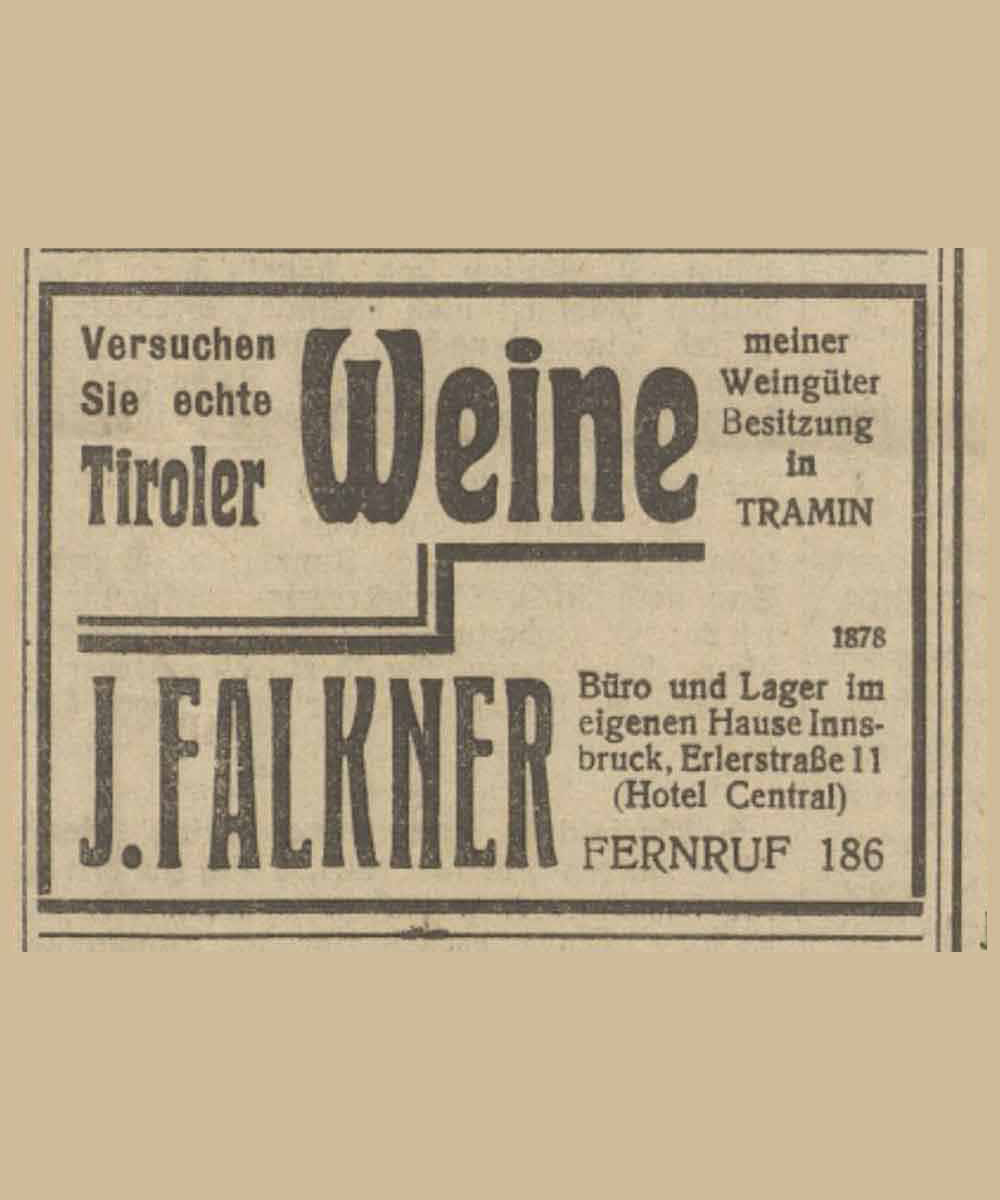 Versuchen
Sie echte
Tiroler
Weine
meiner
Weingüter
Besitzung
in
TRAMIN
J. FALKNER
1878
Büro und Lager im
eigenen Hause Inns-
bruck, Erlerstraße 11
(Hotel Central)
FERNRUF 186